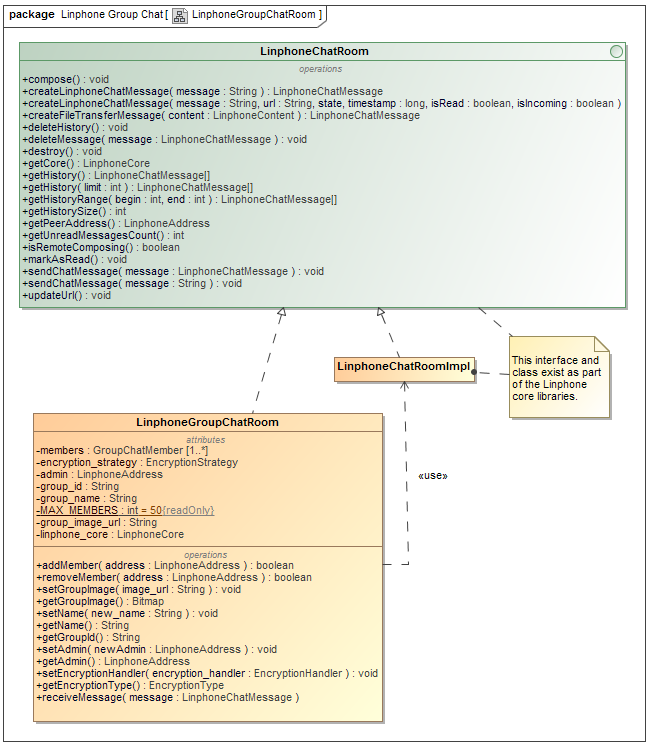 package Linphone Group Chat [ LinphoneGroupChatRoom ]
LinphoneChatRoom
operations
+compose() : void
+createLinphoneChatMessage( message : String ) : LinphoneChatMessage
+createLinphoneChatMessage( message : String, url : String, state, timestamp : long, isRead : boolean, isIncoming : boolean )
+createFileTransferMessage( content : LinphoneContent ) : LinphoneChatMessage
+deleteHistory() : void
+deleteMessage( message : LinphoneChatMessage ) : void
+destroy() : void
+getCore() : LinphoneCore
+getHistory() : LinphoneChatMessage[]
+getHistory( limit : int ) : LinphoneChatMessage[]
+getHistoryRange( begin : int, end : int ) : LinphoneChatMessage[]
+getHistorySize() : int
+getPeerAddress() : LinphoneAddress
+getUnreadMessagesCount() : int
+isRemoteComposing() : boolean
+markAsRead() : void
+sendChatMessage( message : LinphoneChatMessage ) : void
+sendChatMessage( message : String ) : void
+updateUrl() : void
LinphoneChatRoomImpl
This interface and
class exist as part
of the Linphone
core libraries.
LinphoneGroupChatRoom
attributes
-members : GroupChatMember [1..*]
-encryption_strategy : EncryptionStrategy
-admin : LinphoneAddress
-group_id : String
-group_name : String
-MAX_MEMBERS : int = 50{readOnly}
-group_image_url : String
-linphone_core : LinphoneCore
«use»
operations
+addMember( address : LinphoneAddress ) : boolean
+removeMember( address : LinphoneAddress ) : boolean
+setGroupImage( image_url : String ) : void
+getGroupImage() : Bitmap
+setName( new_name : String ) : void
+getName() : String
+getGroupId() : String
+setAdmin( newAdmin : LinphoneAddress ) : void
+getAdmin() : LinphoneAddress
+setEncryptionHandler( encryption_handler : EncryptionHandler ) : void
+getEncryptionType() : EncryptionType
+receiveMessage( message : LinphoneChatMessage )